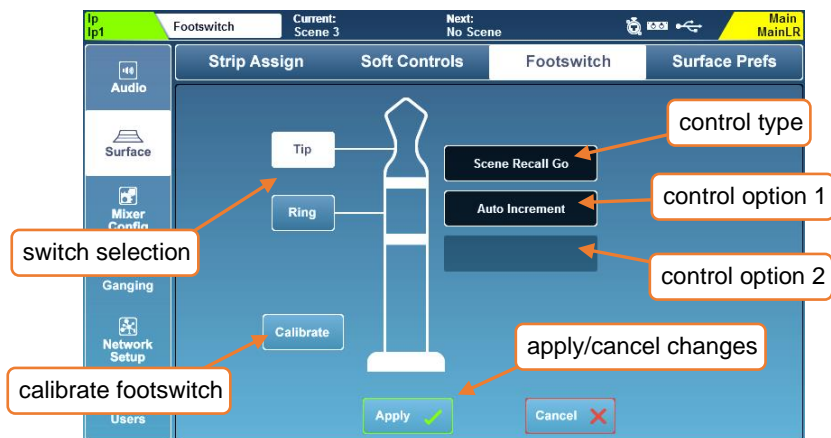 Ip
Ip1
Footswitch
Current:
Scene 3
Next:
No Scene
Main
MainLR
Audio
Surface
Mixer
Config
Ganging
Network
Setup
Users
Strip Assign
Soft Controls
Footswitch
Surface Prefs
Tip
Ring
Calibrate
Scene Recall Go
Auto Increment
Apply
Cancel
control type
control option 1
control option 2
switch selection
apply/cancel changes
calibrate footswitch